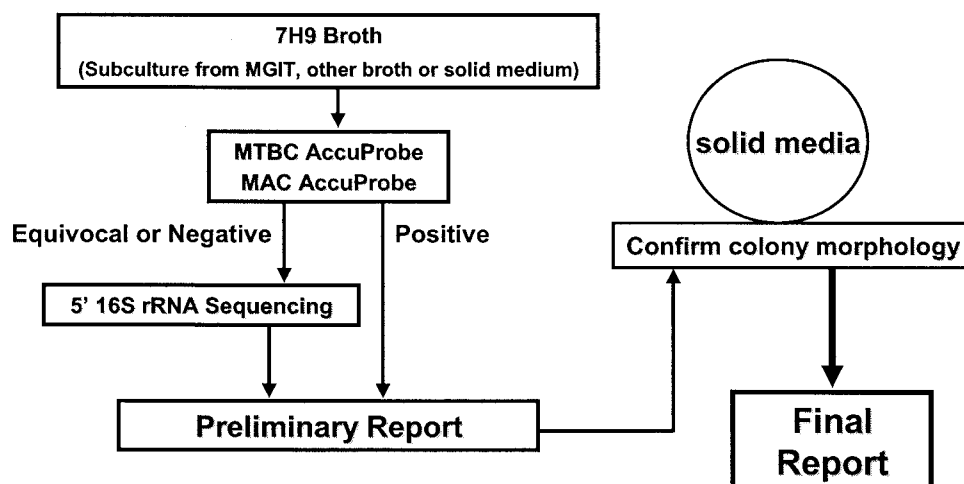 7H9 Broth
(Subculture from MGIT, other broth or solid medium)
MTBC AccuProbe
MAC AccuProbe
Equivocal or Negative
Positive
5' 16S rRNA Sequencing
Preliminary Report
solid media
Confirm colony morphology
Final
Report